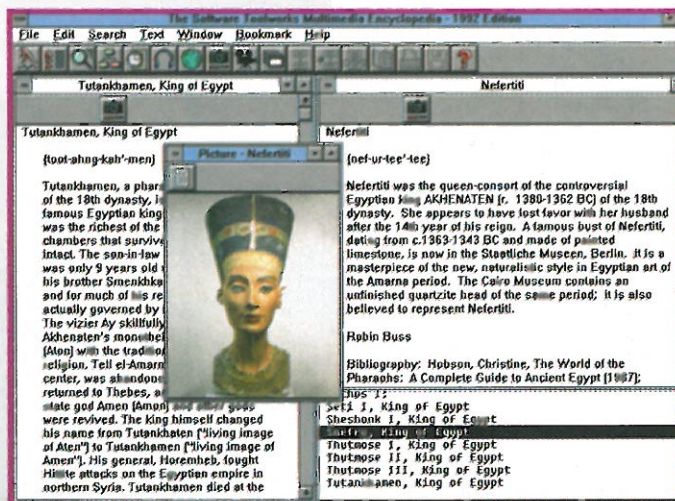 The Software Toolworks Multimedia Encyclopedia - 1992 Edition
File Edit Search Text Window Bookmark Help
Tutankhamen, King of Egypt
Tutankhamen, King of Egypt
{toot-ahng-kah'-men}
Tutankhamen, a
of the 18th dynasty,
famous Egyptian
was the richest of the
chambers that
intact. The son-in-law
was only 9 years old
his brother
and for much of his
actually governed by
The vizier Ay skillfully
Akhenaten's
(Aton) with the
religion, Tell
center, was
returned to Thebes,
state god Amen (Amon) and other gods
were revived. The king himself changed
his name from Tutankhaten ("living image
of Aten") to Tutankhamen ("living image of
Amen"). His general, Horemheb, fought
Hittite attacks on the Egyptian empire in
northern Syria. Tutankhamen died at the
Picture - Nefertiti
Nefertiti
Nefertiti
{nef-ur-tee'-tee}
Nefertiti was the queen-consort of the controversial
Egyptian king AKHENATEN (r. 1380-1362 BC) of the 18th
dynasty. She appears to have lost favor with her husband
after the 14th year of his reign. A famous bust of Nefertiti,
dating from c.1363-1343 BC and made of painted
limestone, is now in the Staatliche Museen, Berlin. it is a
masterpiece of the new, naturalistic style in Egyptian art of
the Amarna period. The Cairo Museum contains an
unfinished quartzite head of the same period; it is also
believed to represent Nefertiti.
Robin Buss
Bibliography: Hobson, Christine, The World of the
Pharaohs: A Complete Guide to Ancient Egypt (1987);
Seti I, King of Egypt
Sheshonk I, King of Egypt
King of Egypt
Thutmose I, King of Egypt
Thutmose II, King of Egypt
Thutmose III, King of Egypt
Tutankhamen, King of Egypt